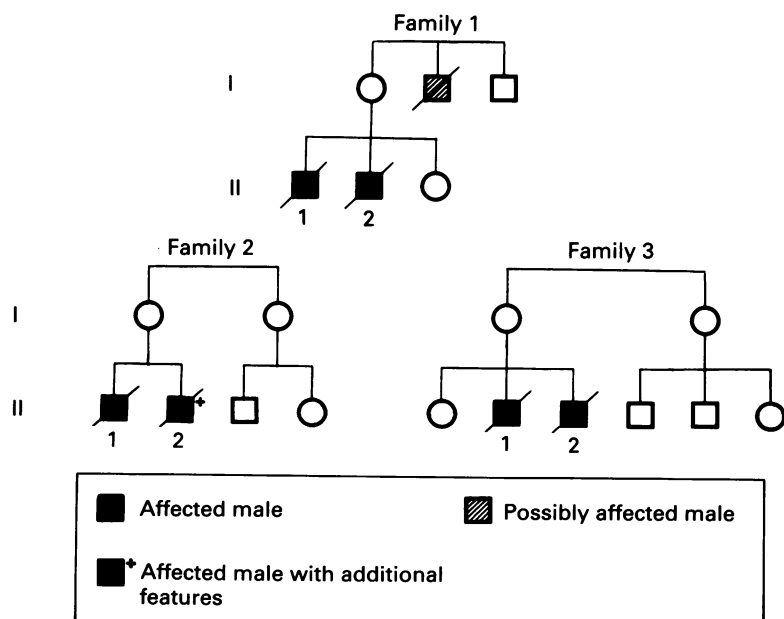 Family 1
I
II
1 2
Family 2 Family 3
I
II
1 2 + 1 2
Affected male Possibly affected male
+ Affected male with additional
features